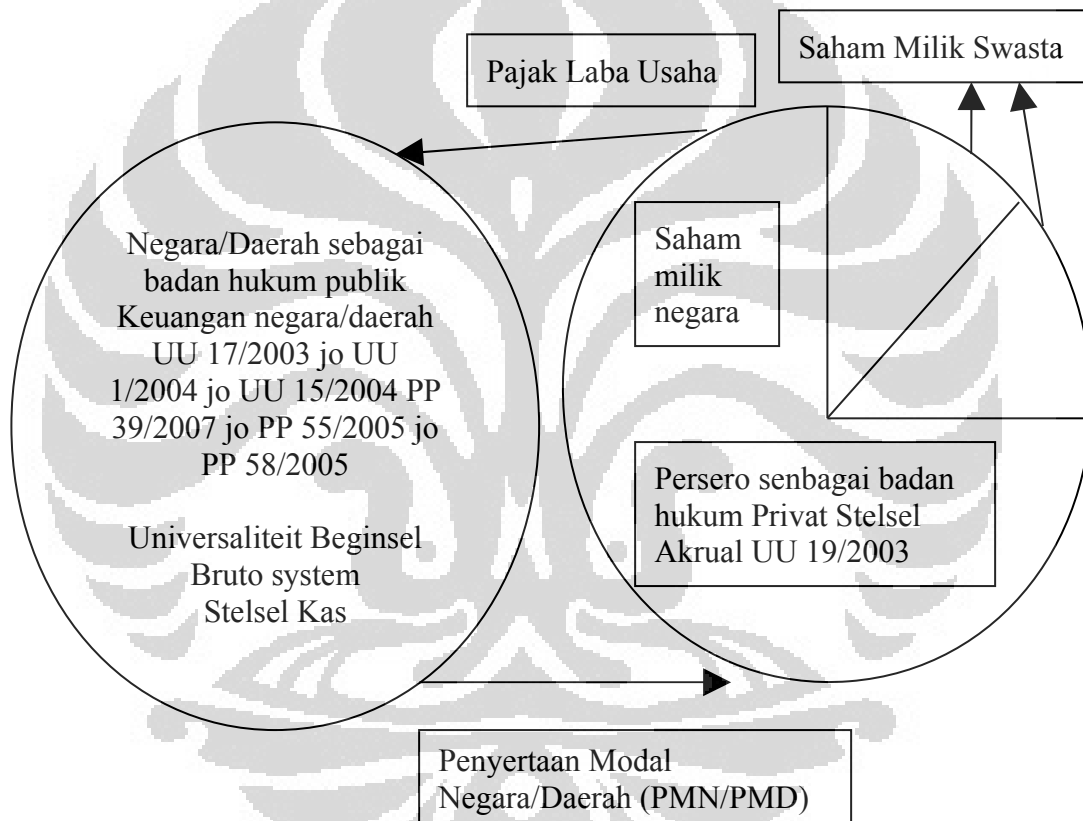 Pajak Laba Usaha
Saham Milik Swasta
Negara/Daerah sebagai
badan hukum publik
Keuangan negara/daerah
UU 17/2003 jo UU
1/2004 jo UU 15/2004 PP
39/2007 jo PP 55/2005 jo
PP 58/2005
Universaliteit Beginsel
Bruto system
Stelsel Kas
Saham
milik
negara
Persero senbagai badan
hukum Privat Stelsel
Akrual UU 19/2003
Penyertaan Modal
Negara/Daerah (PMN/PMD)